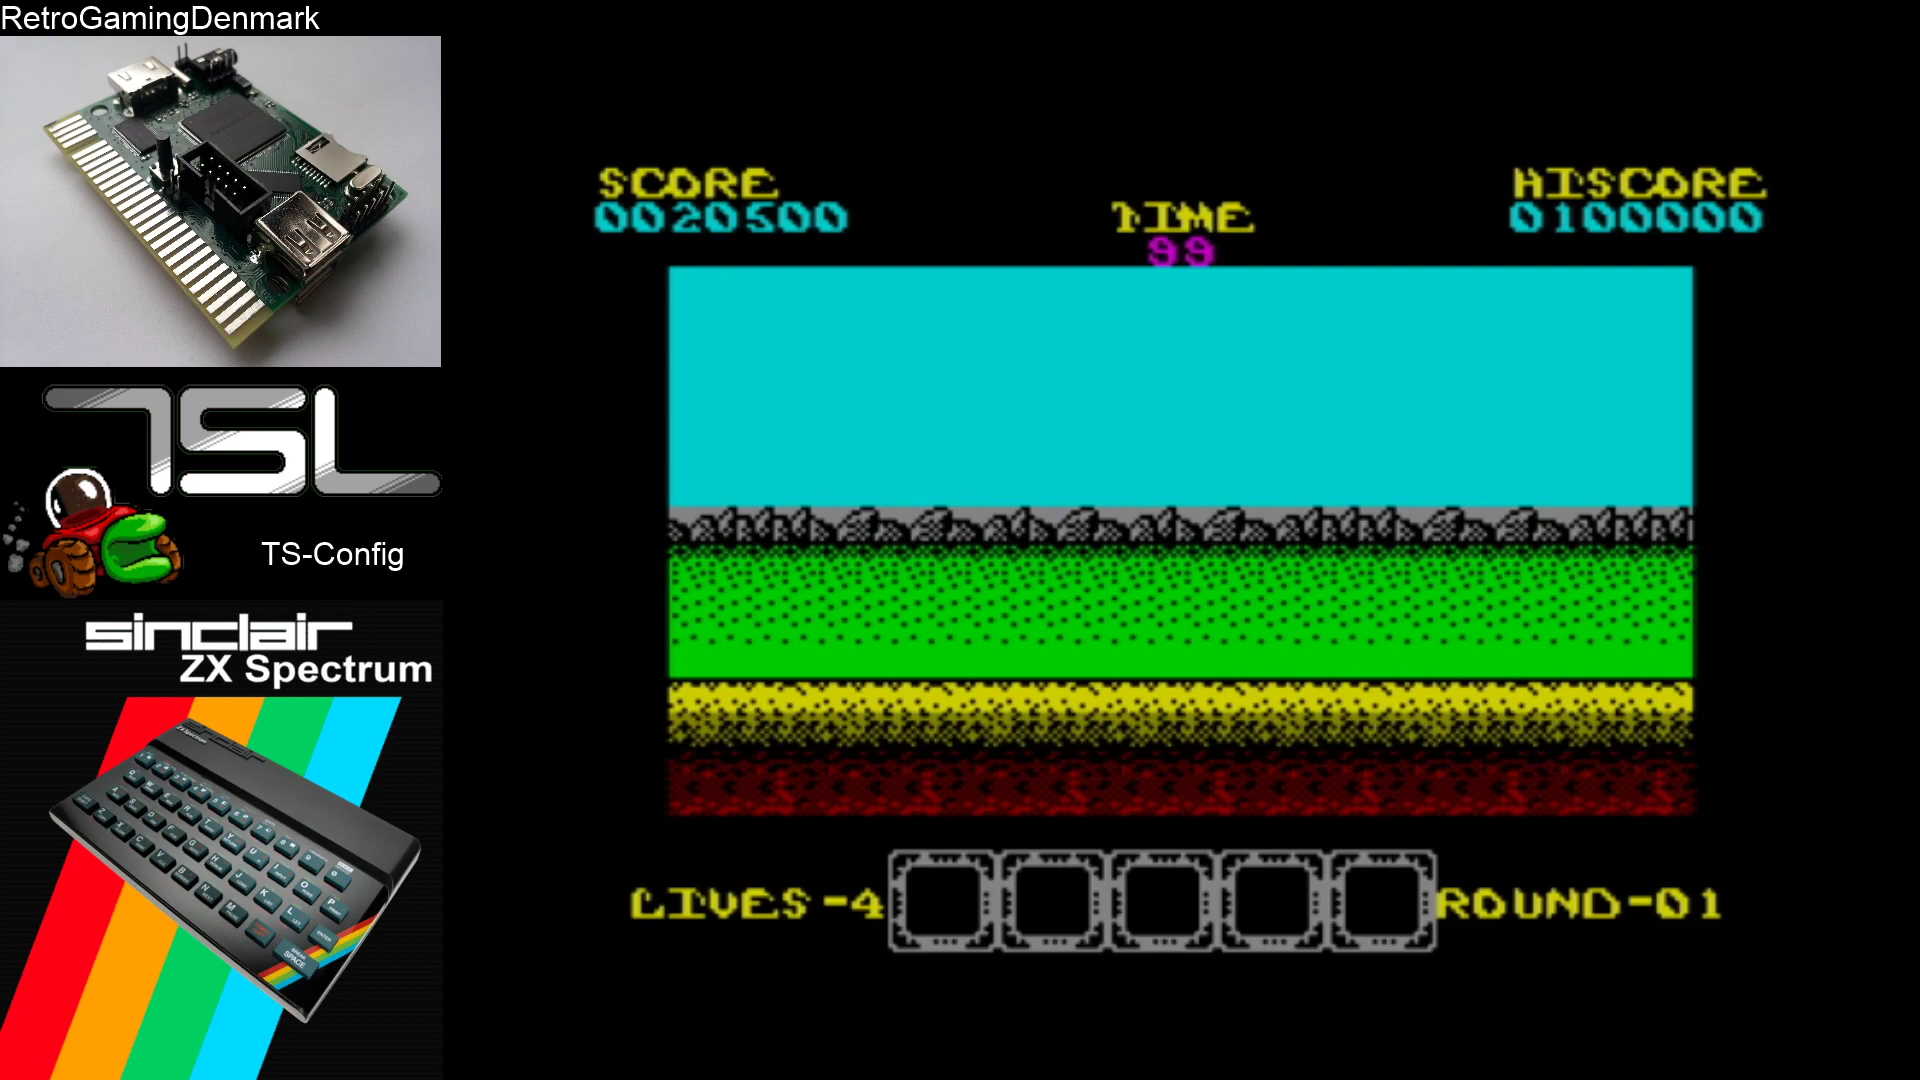 RetroGamingDenmark
SCORE
0020500
TIME
99
HISCORE
0100000
TSL
TS-Config
sinclair
ZX Spectrum
LIVES-4
ROUND-01